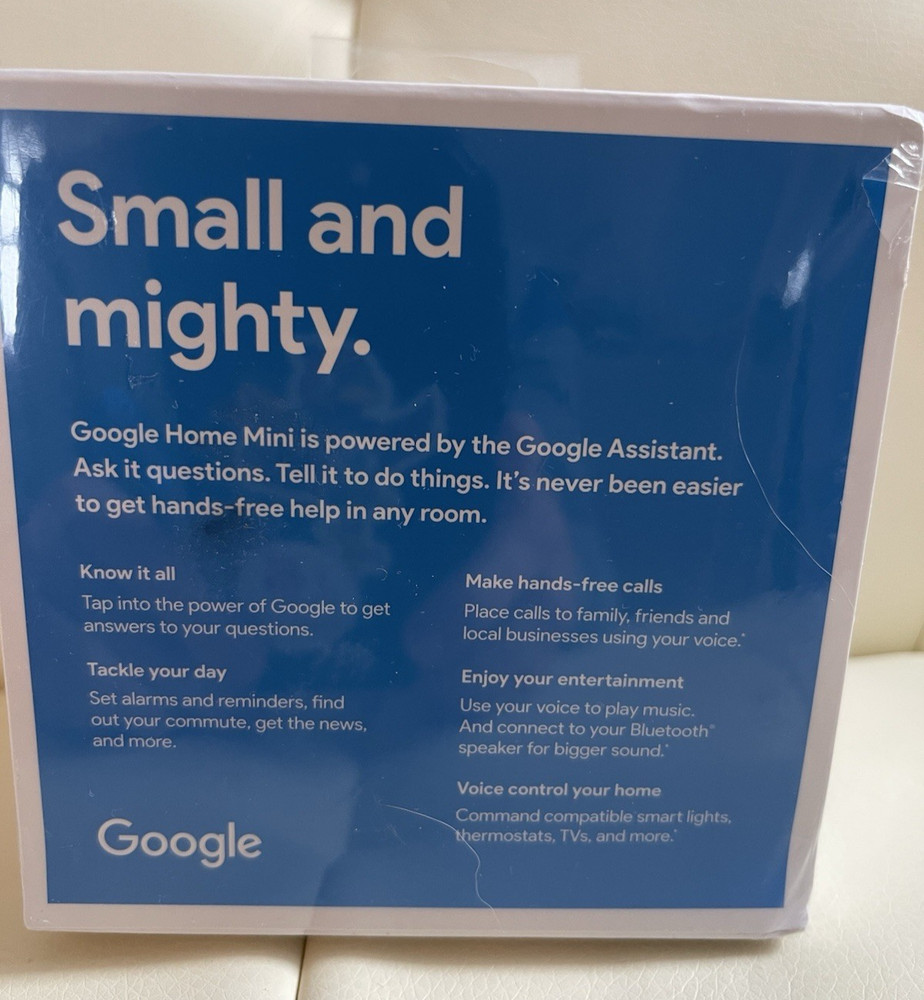 Small and
mighty.
Google Home Mini is powered by the Google Assistant.
Ask it questions. Tell it to do things. It's never been easier
to get hands-free help in any room.
Know it all
Tap into the power of Google to get
answers to your questions.
Tackle your day
Set alarms and reminders, find
out your commute, get the news,
and more.
Make hands-free calls
Place calls to family, friends and
local businesses using your voice.*
Enjoy your entertainment
Use your voice to play music.
And connect to your Bluetooth®
speaker for bigger sound.*
Voice control your home
Command compatible smart lights,
thermostats, TVs, and more.*
Google